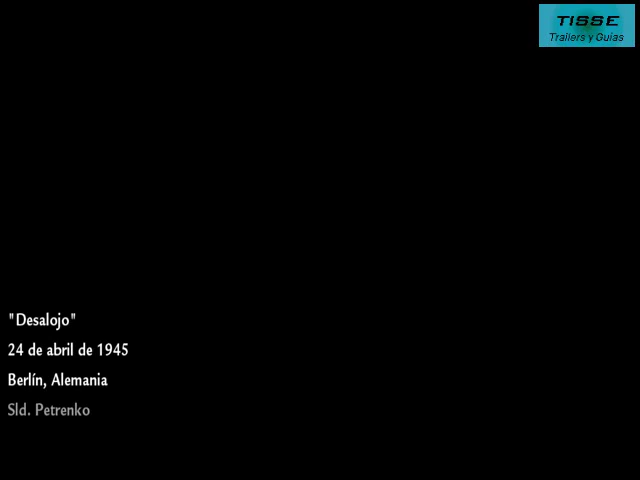 TISSE
Trailers y Guías
"Desalojo"
24 de abril de 1945
Berlín, Alemania
Sld. Petrenko